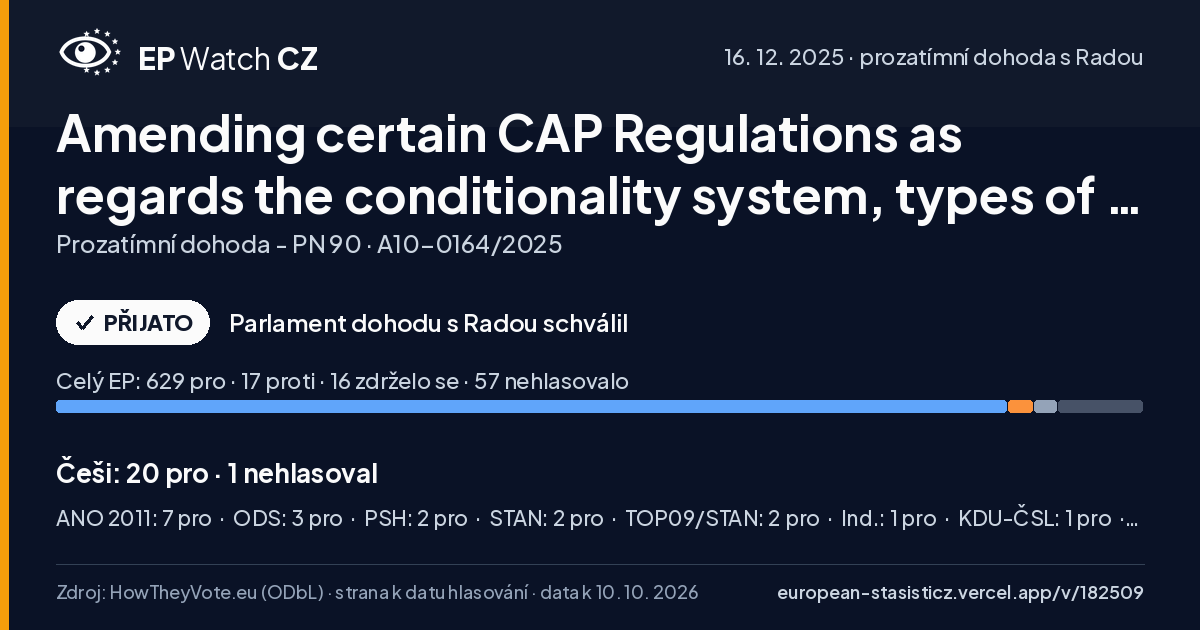 EP Watch CZ
16. 12. 2025 · prozatímní dohoda s Radou
Amending certain CAP Regulations as
regards the conditionality system, types of ...
Prozatímní dohoda – PN 90 · A10–0164/2025
✓ PŘIJATO
Parlament dohodu s Radou schválil
Celý EP: 629 pro · 17 proti · 16 zdrželo se · 57 nehlasovalo
Češi: 20 pro · 1 nehlasoval
ANO 2011: 7 pro · ODS: 3 pro · PSH: 2 pro · STAN: 2 pro · TOP09/STAN: 2 pro · Ind.: 1 pro · KDU-ČSL: 1 pro ·...
Zdroj: HowTheyVote.eu (ODbL) · strana k datu hlasování · data k 10. 10. 2026
european-stasisticz.vercel.app/v/182509